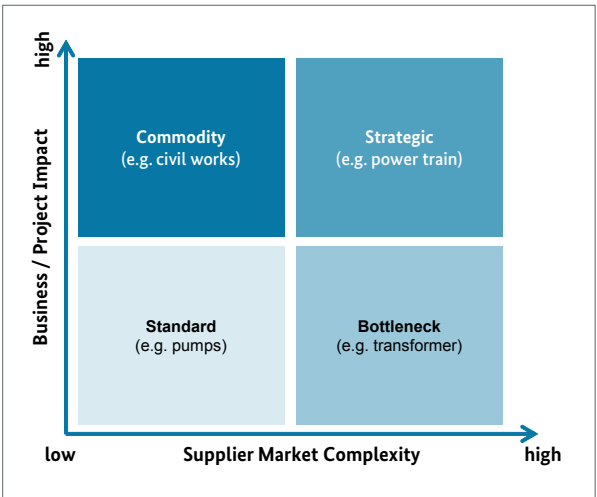 high
Business / Project Impact
Commodity
(e.g. civil works)
Strategic
(e.g. power train)
Standard
(e.g. pumps)
Bottleneck
(e.g. transformer)
low
Supplier Market Complexity
high